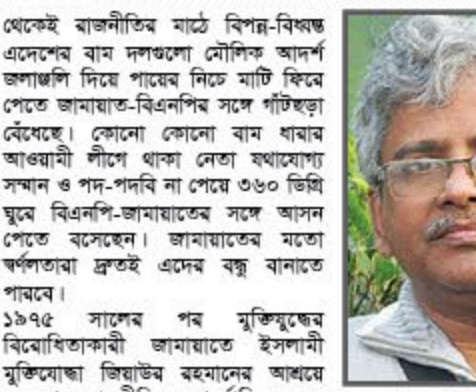 থেকেই রাজনীতির মাঠে বিপন্ন-বিধ্বস্ত
এদেশের বাম দলগুলো মৌলিক আদর্শ
জলাঞ্জলি দিয়ে পায়ের নিচে মাটি ফিরে
পেতে জামায়াত-বিএনপির সঙ্গে গাঁটছড়া
বেঁধেছে। কোনো কোনো বাম ধারার
আওয়ামী লীগে থাকা নেতা যথাযোগ্য
সম্মান ও পদ-পদবি না পেয়ে ৩৬০ ডিগ্রি
ঘুরে বিএনপি-জামায়াতের সঙ্গে আসন
পেতে বসেছেন। জামায়াতের মতো
স্বর্ণলতারা দ্রুতই এদের বন্ধু বানাতে
পারবে।
১৯৭৫ সালের পর মুক্তিযুদ্ধের
বিরোধিতাকারী জামায়াতে ইসলামী
মুক্তিযোদ্ধা জিয়াউর রহমানের আশ্রয়ে